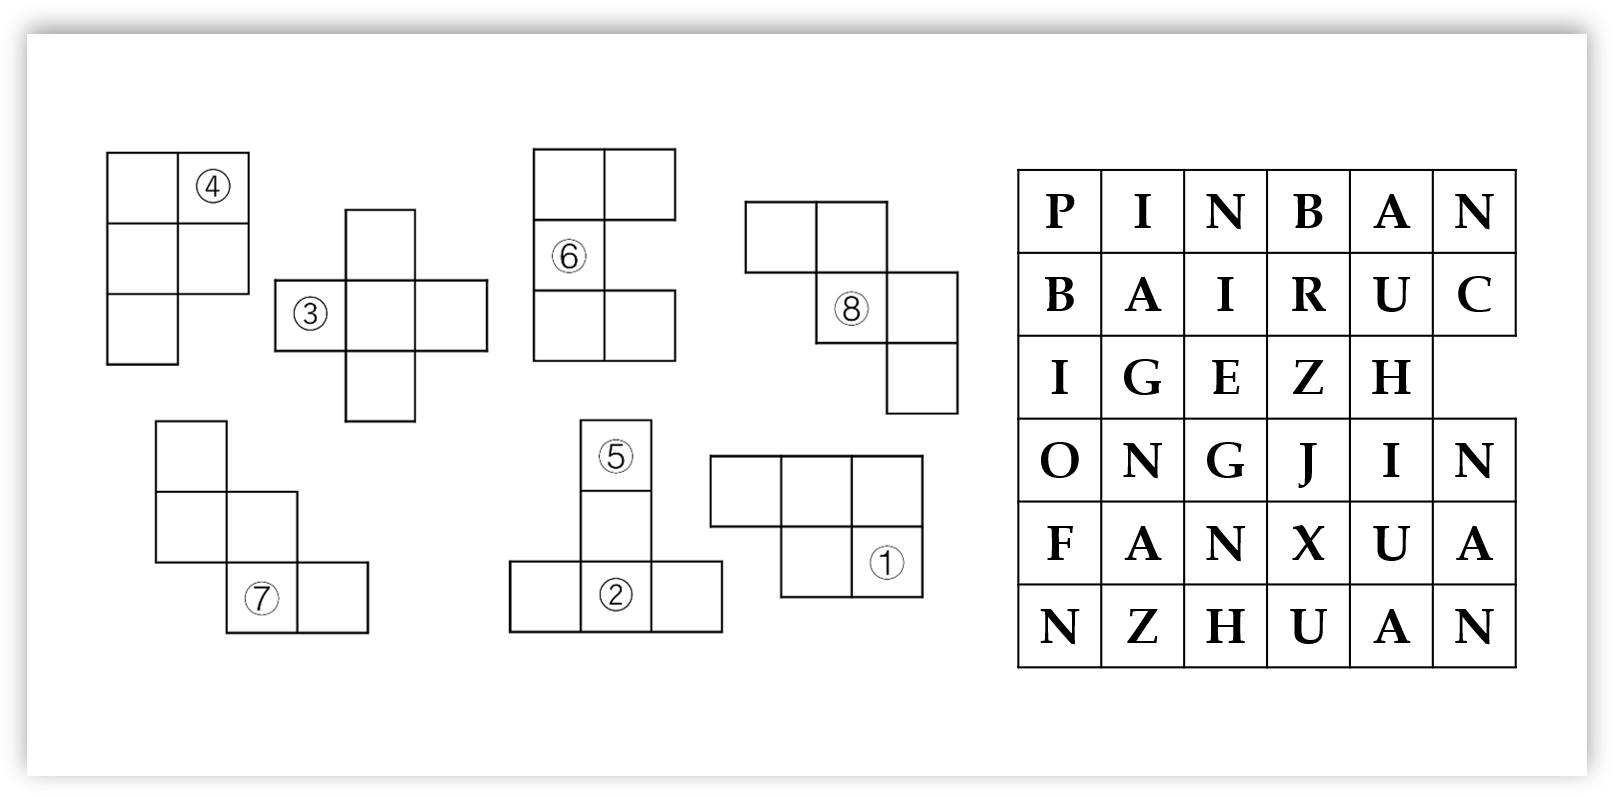 ④
③
⑥
⑧
⑦
⑤
②
①
P I N B A N
B A I R U C
I G E Z H
O N G J I N
F A N X U A
N Z H U A N